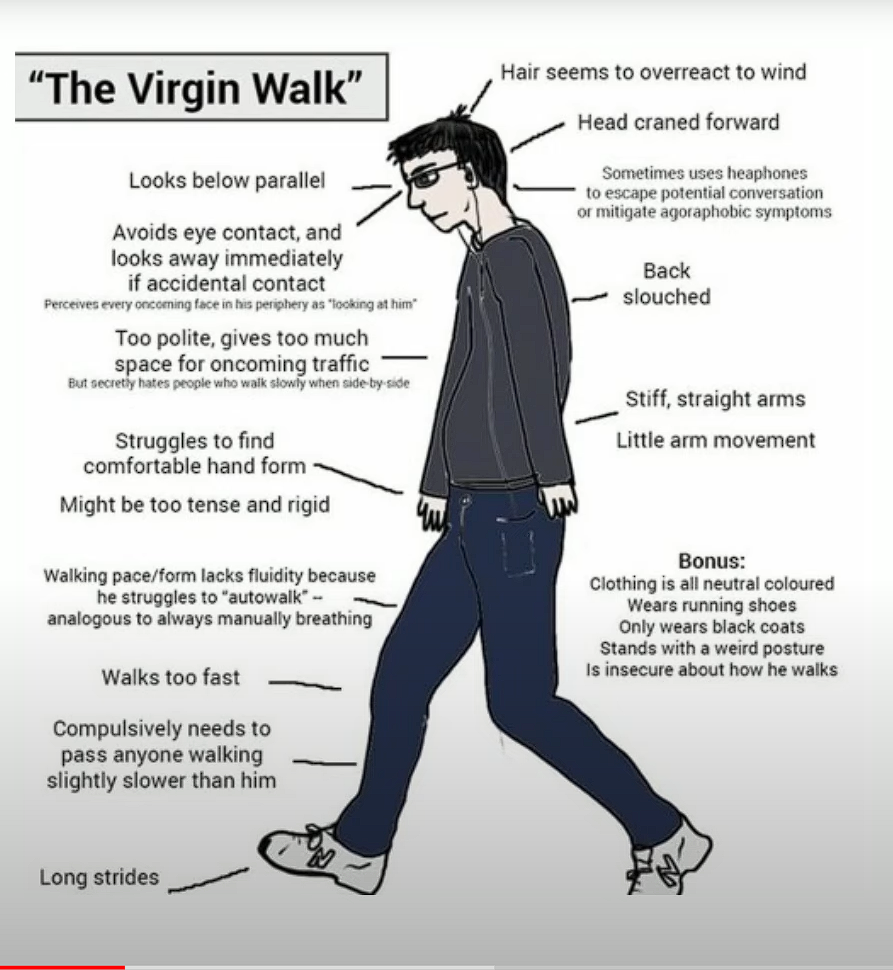 "The Virgin Walk"
Hair seems to overreact to wind
Head craned forward
Looks below parallel
Sometimes uses heaphones
to escape potential conversation
or mitigate agoraphobic symptoms
Avoids eye contact, and
looks away immediately
if accidental contact
Perceives every oncoming face in his periphery as "looking at him"
Back
slouched
Too polite, gives too much
space for oncoming traffic
But secretly hates people who walk slowly when side-by-side
Stiff, straight arms
Little arm movement
Struggles to find
comfortable hand form
Might be too tense and rigid
Walking pace/form lacks fluidity because
he struggles to "autowalk" --
analogous to always manually breathing
Bonus:
Clothing is all neutral coloured
Wears running shoes
Only wears black coats
Stands with a weird posture
Is insecure about how he walks
Walks too fast
Compulsively needs to
pass anyone walking
slightly slower than him
Long strides
N
N